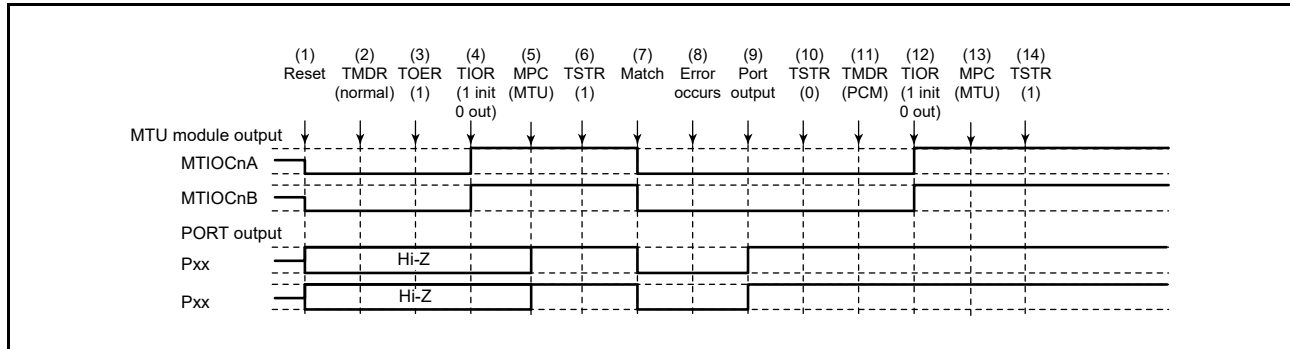 (1) (2) (3) (4) (5) (6) (7) (8) (9) (10) (11) (12) (13) (14)
Reset TMDR TOER TIOR MPC TSTR Match Error Port TSTR TMDR TIOR MPC TSTR
(normal) (1) (1 init (MTU) (1) occurs output (0) (PCM) (1 init (MTU) (1)
0 out) 0 out)
MTU module output
MTIOCnA
MTIOCnB
PORT output
Pxx Hi-Z
Pxx Hi-Z